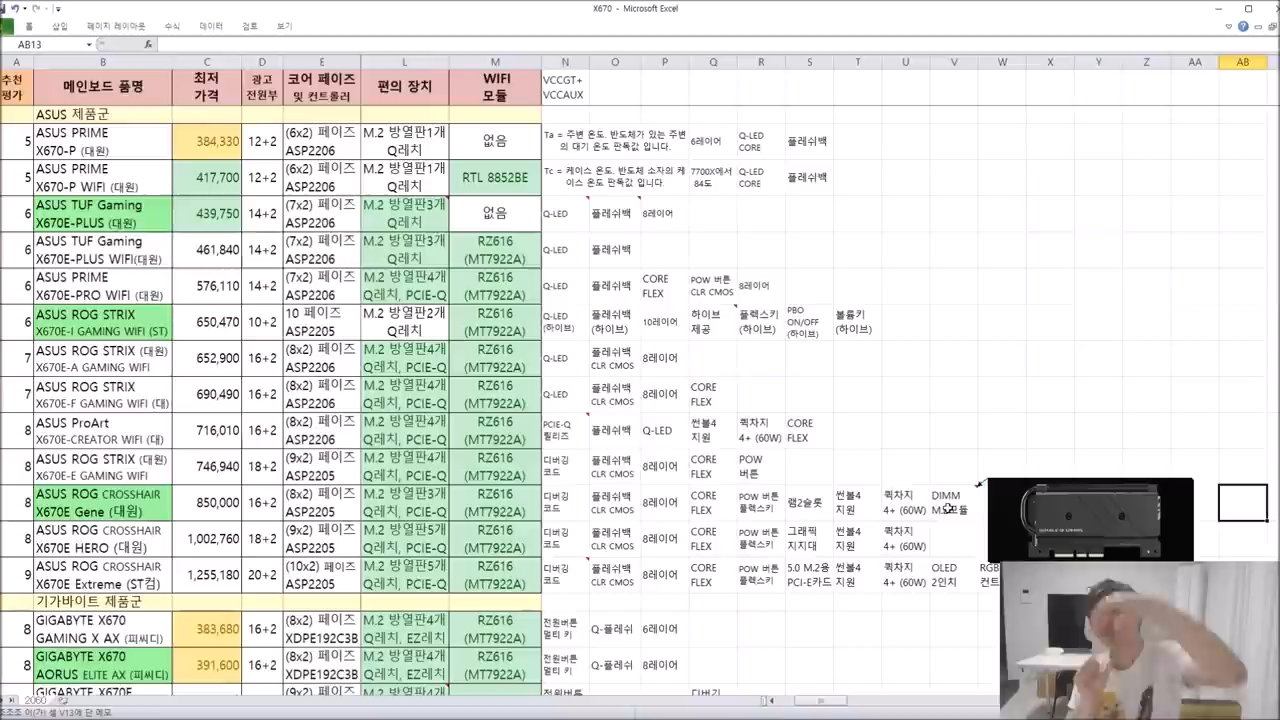 X670 - Microsoft Excel
홈 삽입 페이지 레이아웃 수식 데이터 검토 보기
AB13
A B C D E L M N O P Q R S T U V W X Y Z AA AB
추천 평가 메인보드 품명 최저 가격 광고 전원부 코어 페이즈 및 컨트롤러 편의 장치 WIFI 모듈 VCCGT+ VCCAUX
ASUS 제품군
5 ASUS PRIME X670-P (대원) 384,330 12+2 (6x2) 페이즈 ASP2206 M.2 방열판1개 Q레치 없음 Ta = 주변 온도. 반도체가 있는 주변의 대기 온도 판독값 입니다. 6레이어 Q-LED CORE 플레쉬백
5 ASUS PRIME X670-P WIFI (대원) 417,700 12+2 (6x2) 페이즈 ASP2206 M.2 방열판1개 Q레치 RTL 8852BE Tc = 케이스 온도. 반도체 소자의 케이스 온도 판독값 입니다. 7700X에서 84도 Q-LED CORE 플레쉬백
6 ASUS TUF Gaming X670E-PLUS (대원) 439,750 14+2 (7x2) 페이즈 ASP2206 M.2 방열판3개 Q레치 없음 Q-LED 플레쉬백 8레이어
6 ASUS TUF Gaming X670E-PLUS WIFI(대원) 461,840 14+2 (7x2) 페이즈 ASP2206 M.2 방열판3개 Q레치 RZ616 (MT7922A) Q-LED 플레쉬백
6 ASUS PRIME X670E-PRO WIFI (대원) 576,110 14+2 (7x2) 페이즈 ASP2206 M.2 방열판4개 Q레치, PCIE-Q RZ616 (MT7922A) Q-LED 플레쉬백 CORE FLEX POW 버튼 CLR CMOS 8레이어
6 ASUS ROG STRIX X670E-I GAMING WIFI (ST) 650,470 10+2 10 페이즈 ASP2205 M.2 방열판2개 Q레치 RZ616 (MT7922A) Q-LED (하이브) 플레쉬백 (하이브) 10레이어 하이브 제공 플렉스키 (하이브) PBO ON/OFF (하이브) 볼륨키 (하이브)
7 ASUS ROG STRIX (대원) X670E-A GAMING WIFI 652,900 16+2 (8x2) 페이즈 ASP2206 M.2 방열판4개 Q레치, PCIE-Q RZ616 (MT7922A) Q-LED 플레쉬백 CLR CMOS 8레이어
7 ASUS ROG STRIX X670E-F GAMING WIFI (대) 690,490 16+2 (8x2) 페이즈 ASP2206 M.2 방열판4개 Q레치, PCIE-Q RZ616 (MT7922A) Q-LED 플레쉬백 CLR CMOS 8레이어 CORE FLEX
8 ASUS ProArt X670E-CREATOR WIFI (대) 716,010 16+2 (8x2) 페이즈 ASP2206 M.2 방열판4개 Q레치, PCIE-Q RZ616 (MT7922A) PCIE-Q 릴리즈 플레쉬백 Q-LED 썬볼4 지원 퀵차지 4+ (60W) CORE FLEX
8 ASUS ROG STRIX (대원) X670E-E GAMING WIFI 746,940 18+2 (9x2) 페이즈 ASP2205 M.2 방열판4개 Q레치, PCIE-Q RZ616 (MT7922A) 디버깅 코드 플레쉬백 CLR CMOS 8레이어 CORE FLEX POW 버튼
8 ASUS ROG CROSSHAIR X670E Gene (대원) 850,000 16+2 (8x2) 페이즈 ASP2205 M.2 방열판3개 Q레치, PCIE-Q RZ616 (MT7922A) 디버깅 코드 플레쉬백 CLR CMOS 8레이어 CORE FLEX POW 버튼 플렉스키 램2슬롯 썬볼4 지원 퀵차지 4+ (60W) DIMM
8 ASUS ROG CROSSHAIR X670E HERO (대원) 1,002,760 18+2 (9x2) 페이즈 ASP2205 M.2 방열판5개 Q레치, PCIE-Q RZ616 (MT7922A) 디버깅 코드 플레쉬백 CLR CMOS 8레이어 CORE FLEX POW 버튼 플렉스키 그래픽 지지대 썬볼4 지원 퀵차지 4+ (60W)
9 ASUS ROG CROSSHAIR X670E Extreme (ST컴) 1,255,180 20+2 (10x2) 페이즈 ASP2205 M.2 방열판5개 Q레치, PCIE-Q RZ616 (MT7922A) 디버깅 코드 플레쉬백 CLR CMOS 8레이어 CORE FLEX POW 버튼 플렉스키 5.0 M.2용 PCI-E카드 썬볼4 지원 퀵차지 4+ (60W) OLED 2인치 RGB 컨트
기가바이트 제품군
8 GIGABYTE X670 GAMING X AX (피씨디) 383,680 16+2 (8x2) 페이즈 XDPE192C3B M.2 방열판4개 Q레치, EZ레치 RZ616 (MT7922A) 전원버튼 멀티 키 Q-플레쉬 6레이어
8 GIGABYTE X670 AORUS ELITE AX (피씨디) 391,600 16+2 (8x2) 페이즈 XDPE192C3B M.2 방열판4개 Q레치, EZ레치 RZ616 (MT7922A) 전원버튼 멀티 키 Q-플레쉬 8레이어
2060
셀 V13에 단 메모